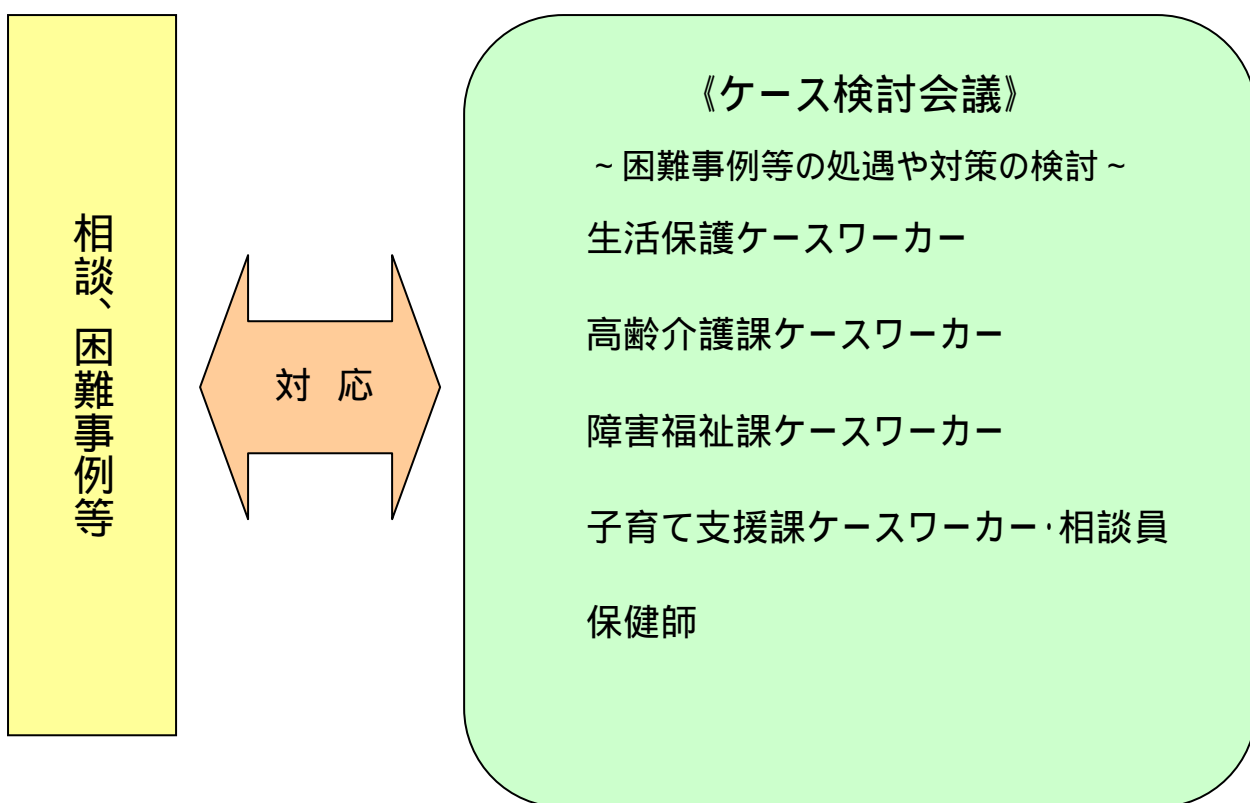 相談、困難事例等
対 応
《ケース検討会議》
~困難事例等の処遇や対策の検討~
生活保護ケースワーカー
高齢介護課ケースワーカー
障害福祉課ケースワーカー
子育て支援課ケースワーカー・相談員
保健師